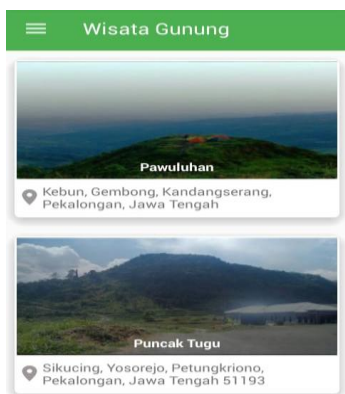 Wisata Gunung
Pawuluhan
Kebun, Gembong, Kandangserang,
Pekalongan, Jawa Tengah
Puncak Tugu
Sikucing, Yosorejo, Petungkriono,
Pekalongan, Jawa Tengah 51193